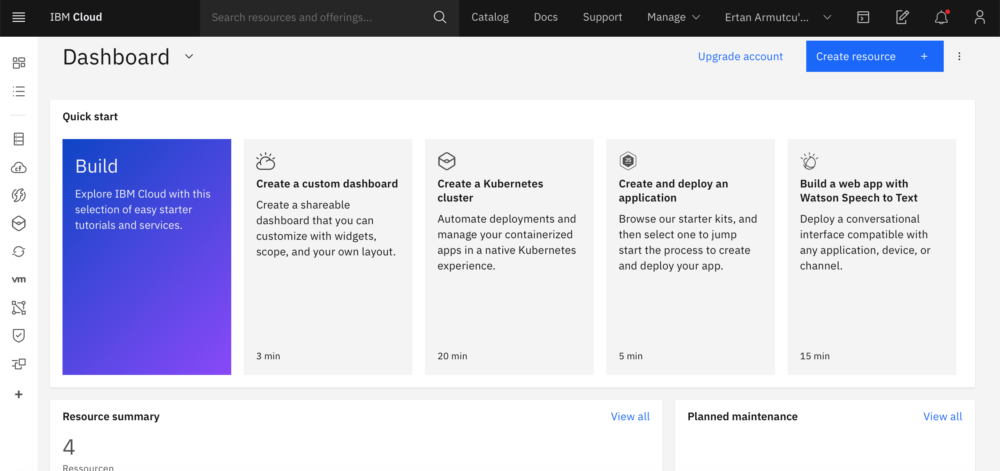 IBM Cloud
Search resources and offerings...
Catalog
Docs
Support
Manage
Ertan Armutcu'...
Dashboard
Upgrade account
Create resource +
Quick start
Build
Explore IBM Cloud with this
selection of easy starter
tutorials and services.
Create a custom dashboard
Create a shareable
dashboard that you can
customize with widgets,
scope, and your own layout.
3 min
Create a Kubernetes
cluster
Automate deployments and
manage your containerized
apps in a native Kubernetes
experience.
20 min
JS
Create and deploy an
application
Browse our starter kits, and
then select one to jump
start the process to create
and deploy your app.
5 min
Build a web app with
Watson Speech to Text
Deploy a conversational
interface compatible with
any application, device, or
channel.
15 min
cf
vm
Resource summary
View all
4
Ressourcen
Planned maintenance
View all